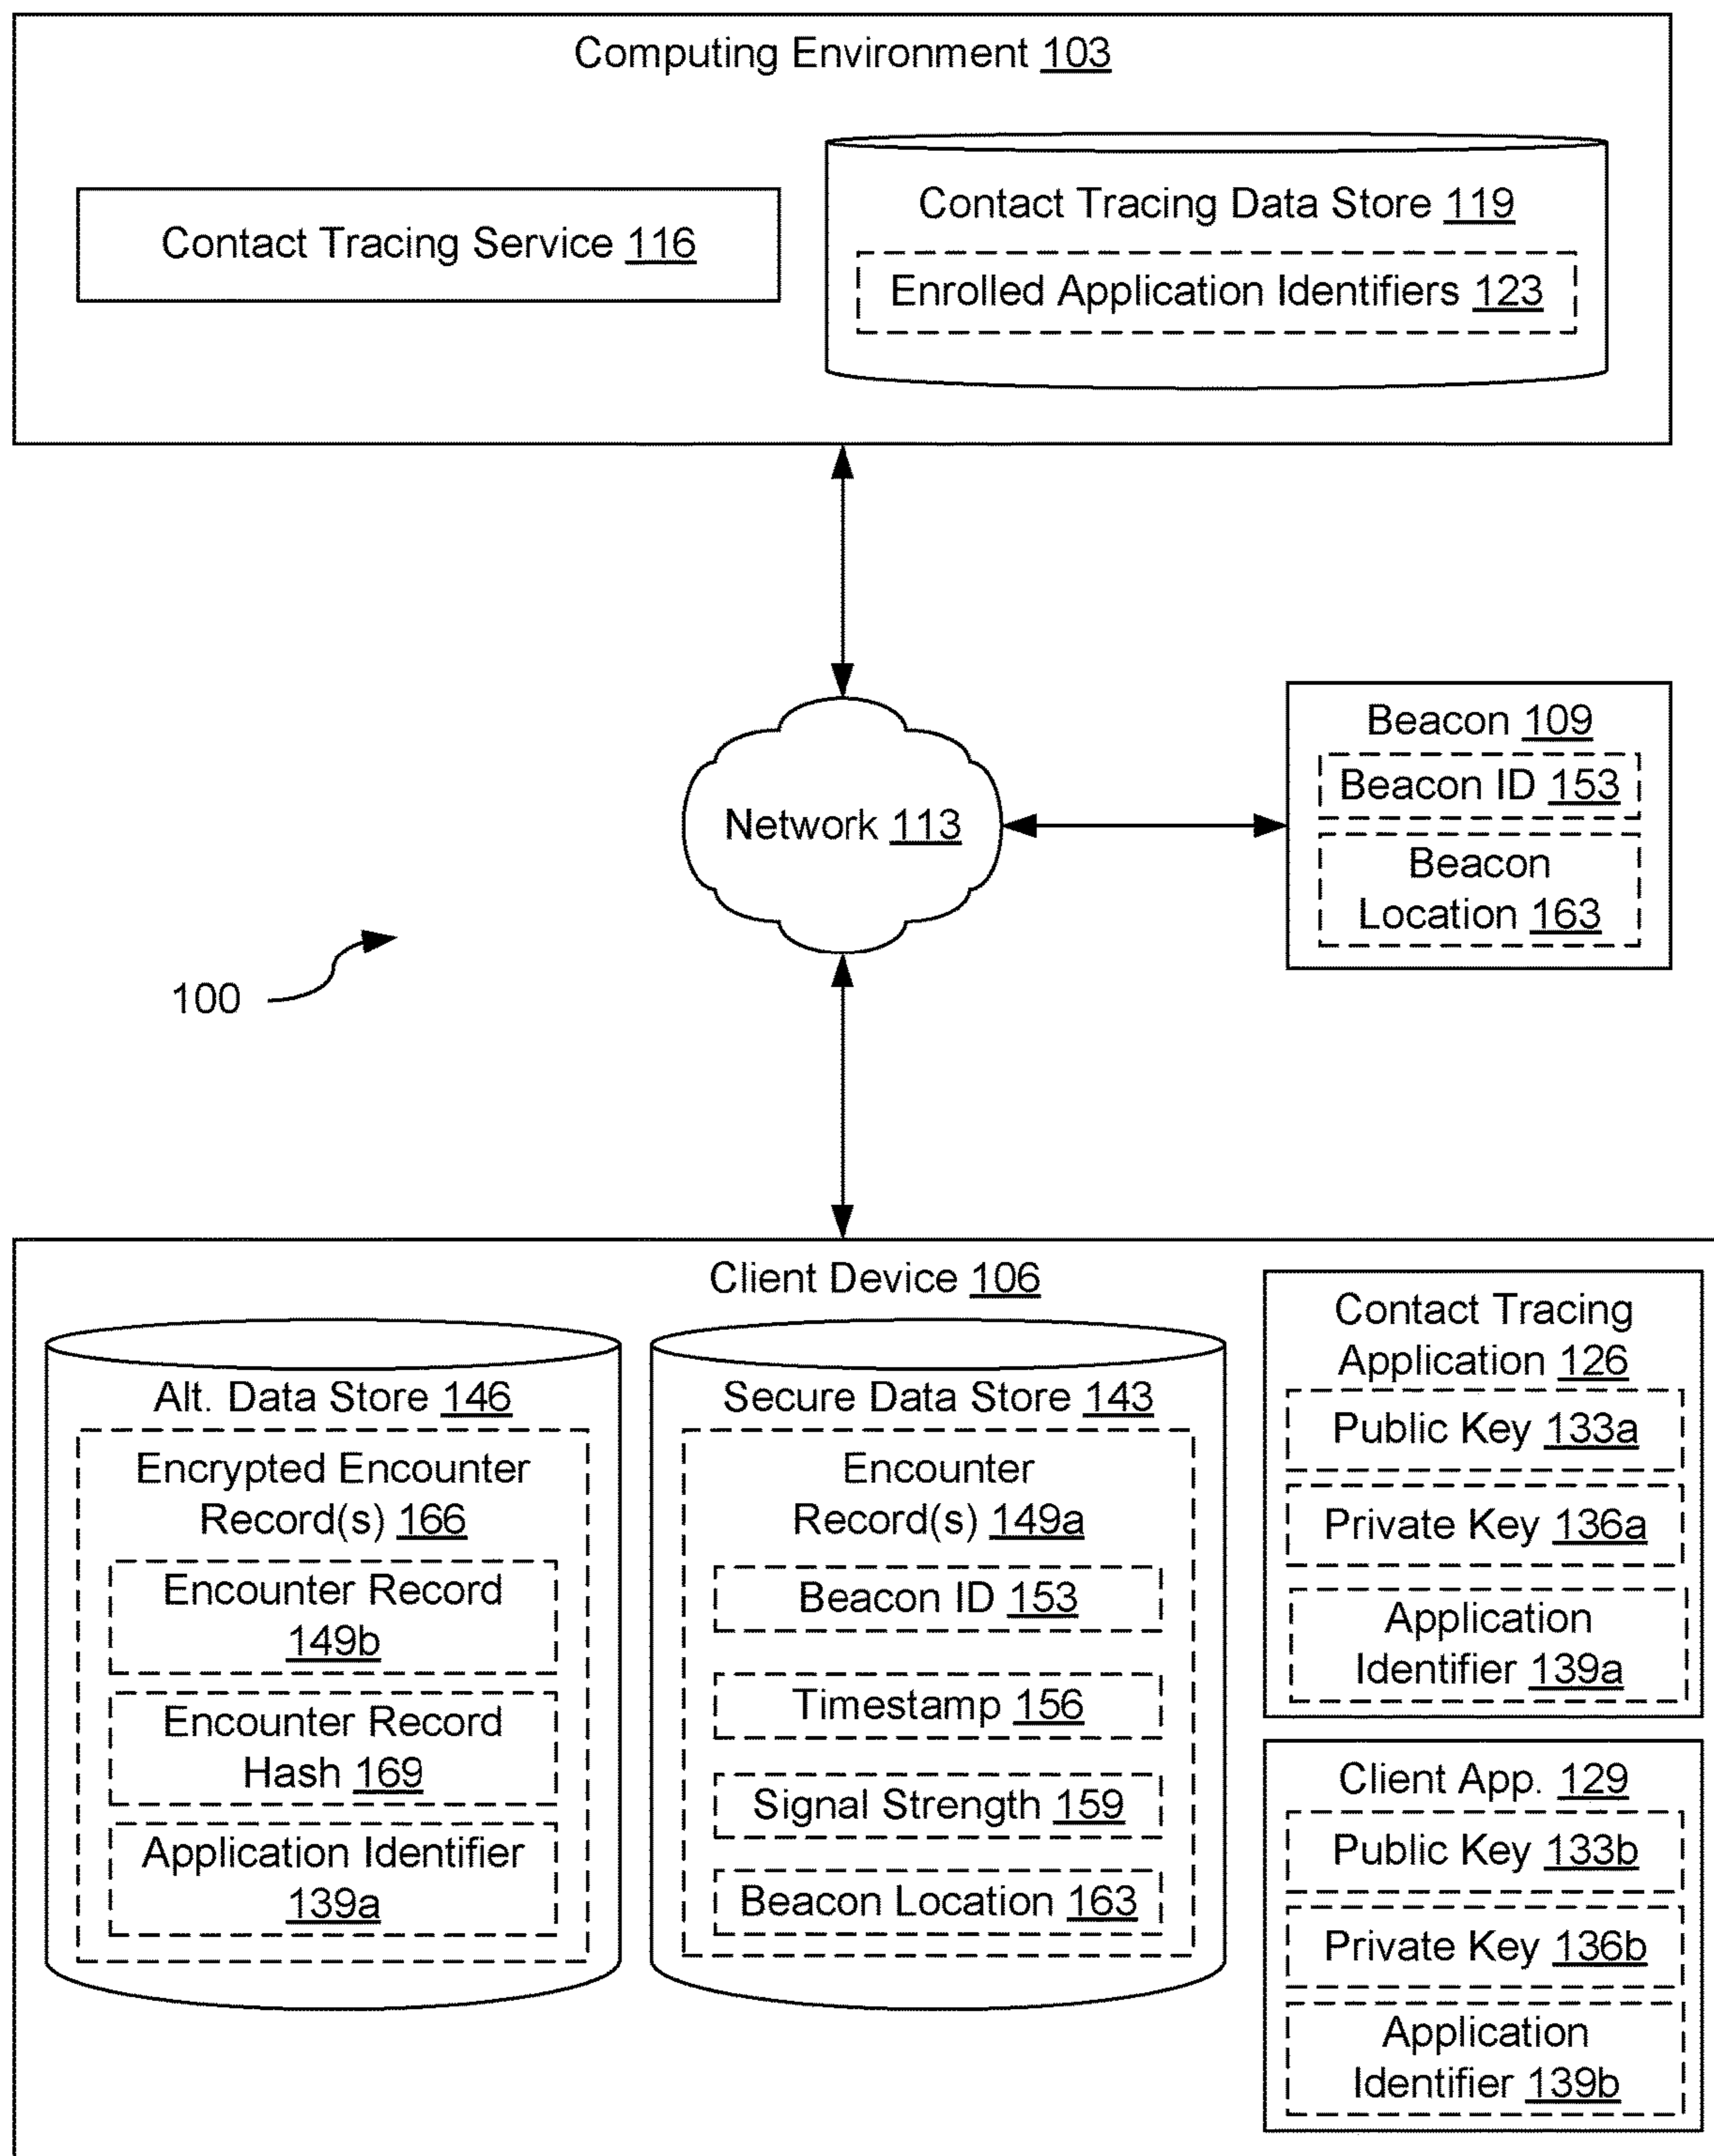 Computing Environment 103
Contact Tracing Service 116
Contact Tracing Data Store 119
Enrolled Application Identifiers 123
Network 113
Beacon 109
Beacon ID 153
Beacon
Location 163
100
Client Device 106
Alt. Data Store 146
Encrypted Encounter
Record(s) 166
Encounter Record
149b
Encounter Record
Hash 169
Application Identifier
139a
Secure Data Store 143
Encounter
Record(s) 149a
Beacon ID 153
Timestamp 156
Signal Strength 159
Beacon Location 163
Contact Tracing
Application 126
Public Key 133a
Private Key 136a
Application
Identifier 139a
Client App. 129
Public Key 133b
Private Key 136b
Application
Identifier 139b